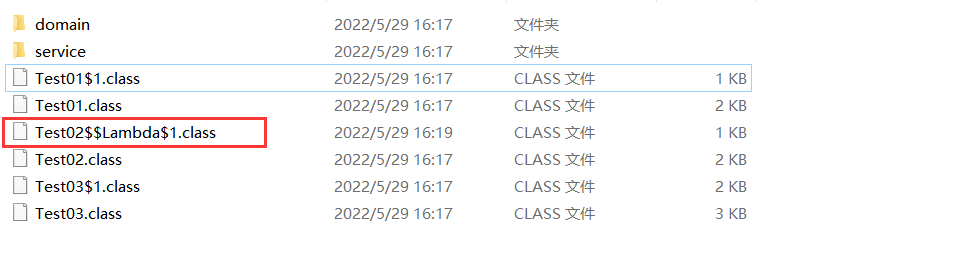 domain 2022/5/29 16:17 文件夹
service 2022/5/29 16:17 文件夹
Test01$1.class 2022/5/29 16:17 CLASS 文件 1 KB
Test01.class 2022/5/29 16:17 CLASS 文件 2 KB
Test02$$Lambda$1.class 2022/5/29 16:19 CLASS 文件 1 KB
Test02.class 2022/5/29 16:17 CLASS 文件 2 KB
Test03$1.class 2022/5/29 16:17 CLASS 文件 2 KB
Test03.class 2022/5/29 16:17 CLASS 文件 3 KB